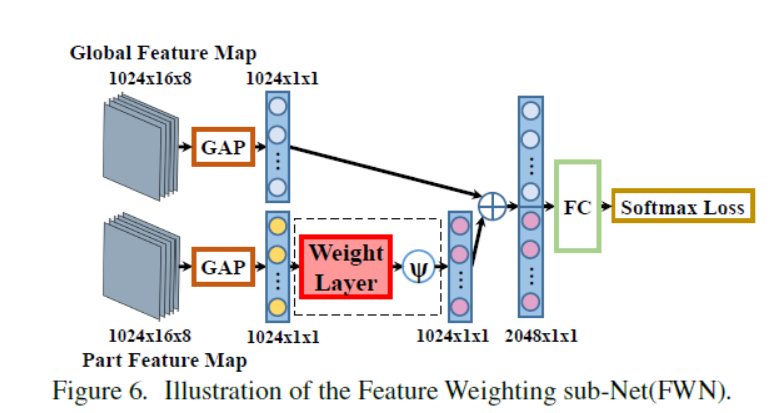 Global Feature Map
1024x16x8
1024x1x1
GAP
FC
Softmax Loss
GAP
Weight
Layer
ψ
1024x16x8
1024x1x1
1024x1x1
2048x1x1
Part Feature Map
Figure 6. Illustration of the Feature Weighting sub-Net(FWN).